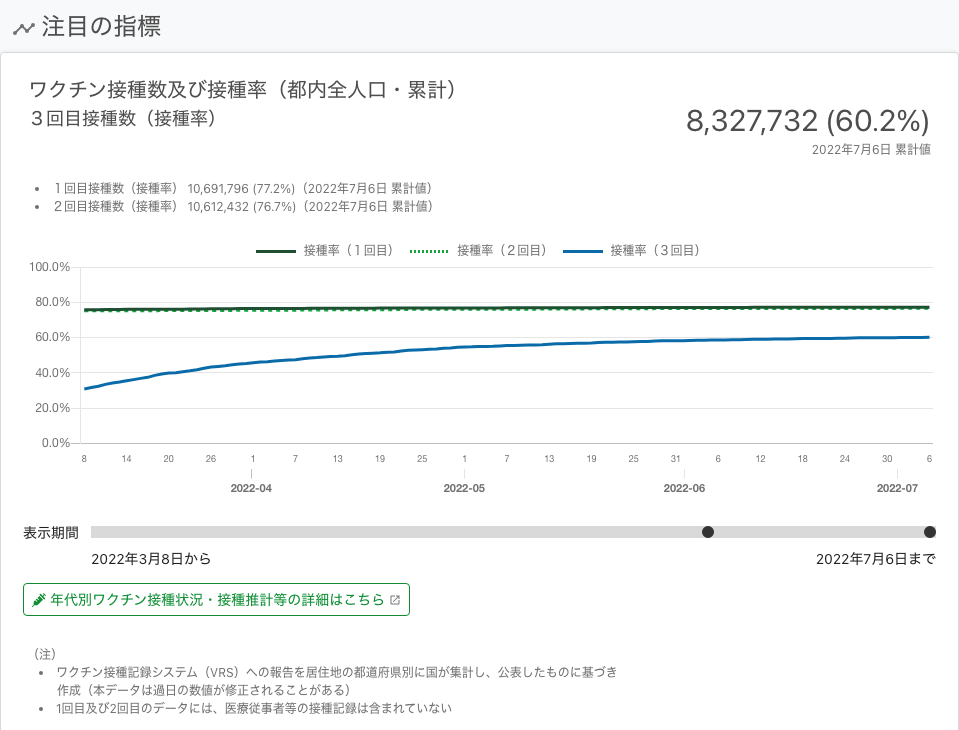 注目の指標
ワクチン接種数及び接種率（都内全人口・累計）
３回目接種数（接種率）
8,327,732 (60.2%)
2022年7月6日 累計値
• １回目接種数（接種率） 10,691,796 (77.2%)（2022年7月6日 累計値）
• ２回目接種数（接種率） 10,612,432 (76.7%)（2022年7月6日 累計値）
接種率（１回目） 接種率（２回目） 接種率（３回目）
100.0%
80.0%
60.0%
40.0%
20.0%
0.0%
8 14 20 26 1 7 13 19 25 1 7 13 19 25 31 6 12 18 24 30 6
2022-04 2022-05 2022-06 2022-07
表示期間
2022年3月8日から 2022年7月6日まで
年代別ワクチン接種状況・接種推計等の詳細はこちら
（注）
• ワクチン接種記録システム（VRS）への報告を居住地の都道府県別に国が集計し、公表したものに基づき
作成（本データは過日の数値が修正されることがある）
• 1回目及び2回目のデータには、医療従事者等の接種記録は含まれていない